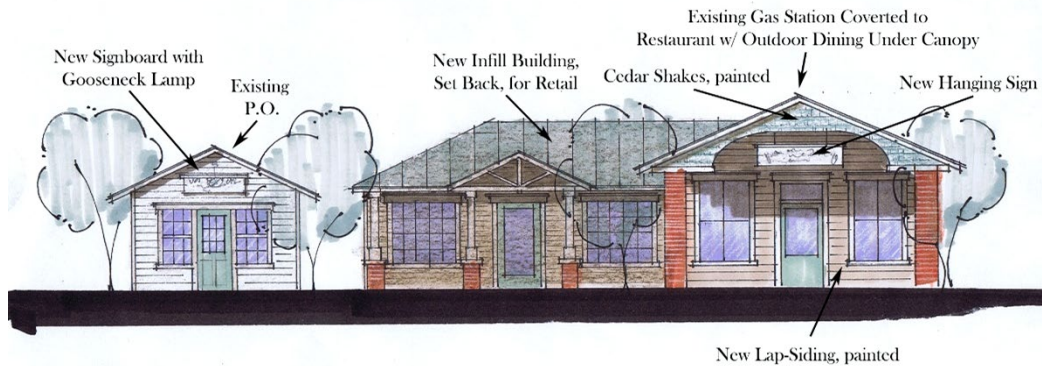 New Signboard with
Gooseneck Lamp
Existing
P.O.
New Infill Building,
Set Back, for Retail
Existing Gas Station Coverted to
Restaurant w/ Outdoor Dining Under Canopy
Cedar Shakes, painted
New Hanging Sign
New Lap-Siding, painted